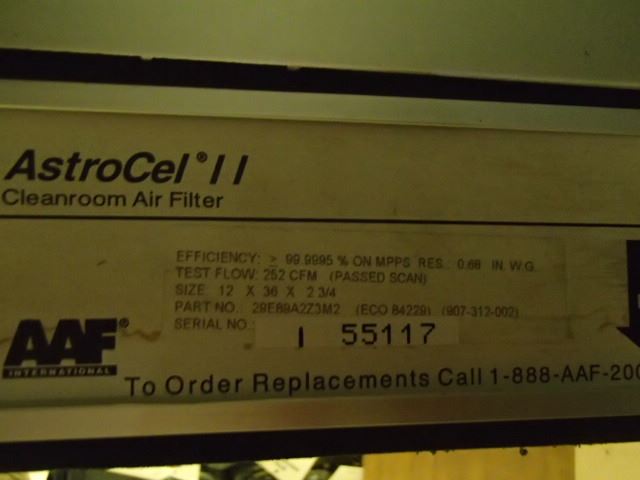 AstroCel® II
Cleanroom Air Filter
EFFICIENCY: ≥ 99.9995 % ON MPPS RES.: 0.68 IN. W.G.
TEST FLOW: 252 CFM (PASSED SCAN)
SIZE: 12 X 36 X 2 3/4
PART NO.: 29E89A2Z3M2 (ECO 84229) (907-312-002)
SERIAL NO.: I 55117
AAF®
INTERNATIONAL
To Order Replacements Call 1-888-AAF-200